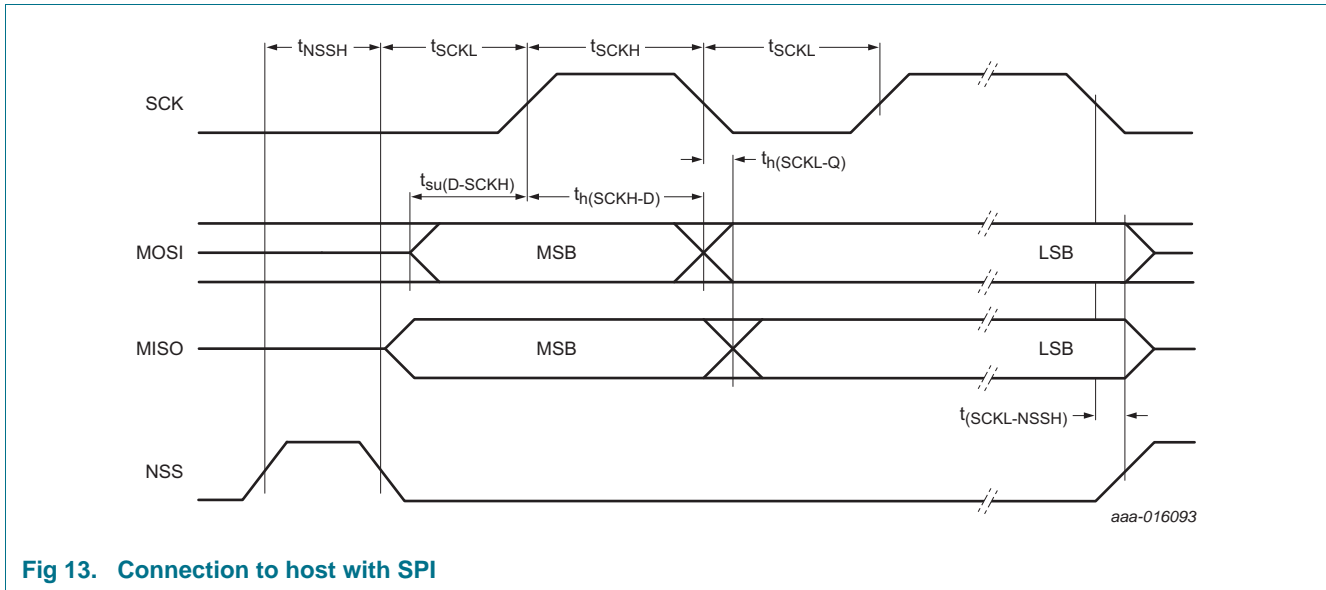 tNSSH tSCKL tSCKH tSCKL
SCK
th(SCKL-Q)
tsu(D-SCKH) th(SCKH-D)
MOSI MSB LSB
MISO MSB LSB
t(SCKL-NSSH)
NSS
aaa-016093
Fig 13. Connection to host with SPI